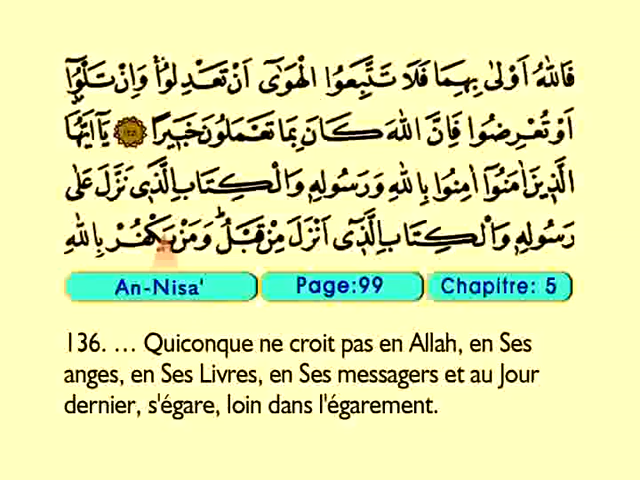 فَاللَّهُ أَوْلَىٰ بِهِمَا فَلَا تَتَّبِعُوا الْهَوَىٰ أَنْ تَعْدِلُوا وَإِنْ تَلْوُوا
أَوْ تُعْرِضُوا فَإِنَّ اللَّهَ كَانَ بِمَا تَعْمَلُونَ خَبِيرًا ١٣٥ يَا أَيُّهَا
الَّذِينَ آمَنُوا آمِنُوا بِاللَّهِ وَرَسُولِهِ وَالْكِتَابِ الَّذِي نَزَّلَ عَلَىٰ
رَسُولِهِ وَالْكِتَابِ الَّذِي أَنْزَلَ مِنْ قَبْلُ وَمَنْ يَكْفُرْ بِاللَّهِ
An-Nisa' Page:99 Chapitre: 5
136. ... Quiconque ne croit pas en Allah, en Ses
anges, en Ses Livres, en Ses messagers et au Jour
dernier, s'égare, loin dans l'égarement.